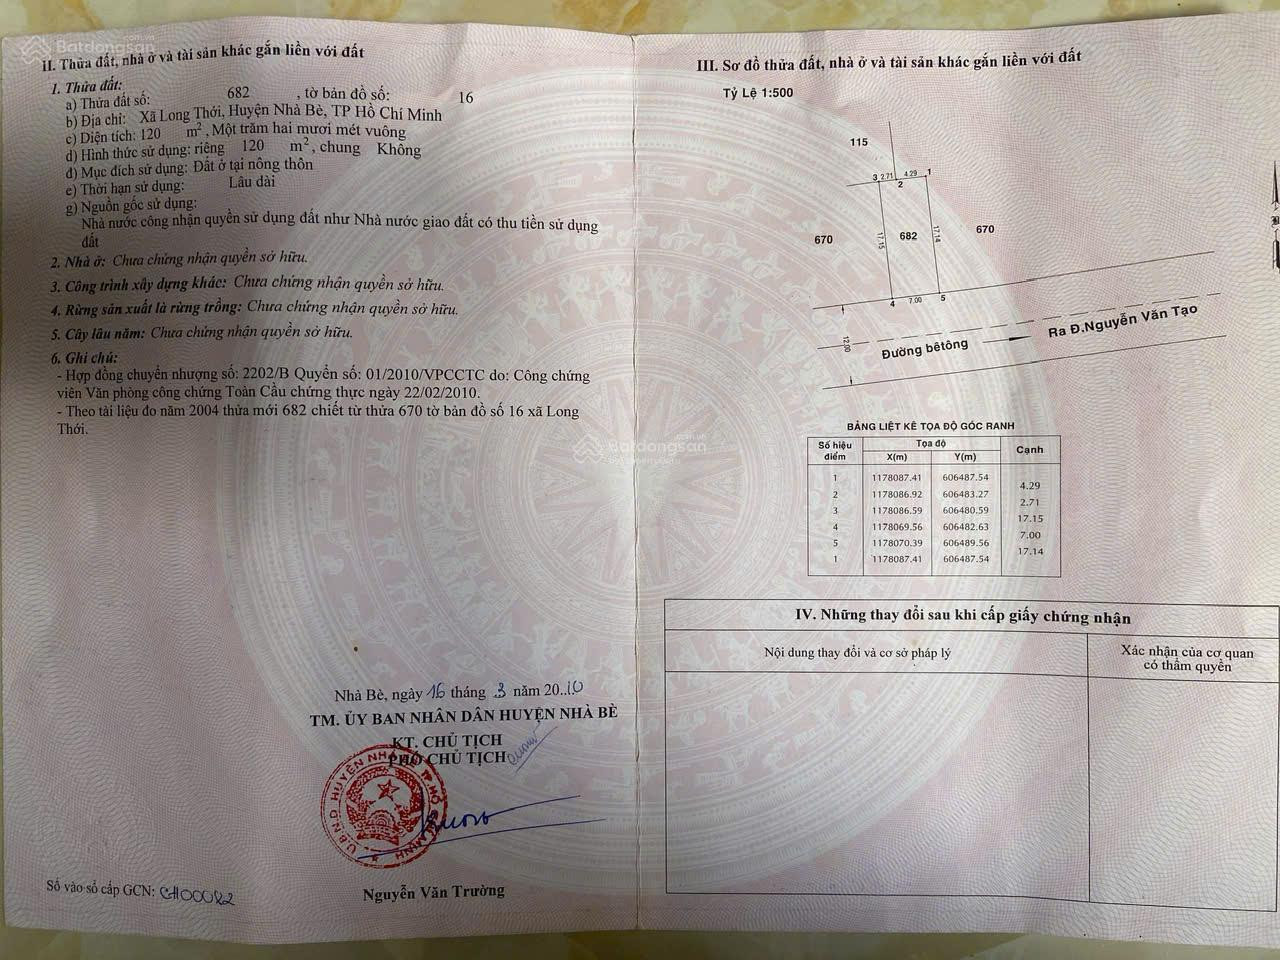 II. Thửa đất, nhà ở và tài sản khác gắn liền với đất
1. Thửa đất:
a) Thửa đất số: 682 , tờ bản đồ số: 16
b) Địa chỉ: Xã Long Thới, Huyện Nhà Bè, TP Hồ Chí Minh
c) Diện tích: 120 m², Một trăm hai mươi mét vuông
d) Hình thức sử dụng: riêng 120 m², chung Không
đ) Mục đích sử dụng: Đất ở tại nông thôn
e) Thời hạn sử dụng: Lâu dài
g) Nguồn gốc sử dụng:
Nhà nước công nhận quyền sử dụng đất như Nhà nước giao đất có thu tiền sử dụng
đất
2. Nhà ở: Chưa chứng nhận quyền sở hữu.
3. Công trình xây dựng khác: Chưa chứng nhận quyền sở hữu.
4. Rừng sản xuất là rừng trồng: Chưa chứng nhận quyền sở hữu.
5. Cây lâu năm: Chưa chứng nhận quyền sở hữu.
6. Ghi chú:
- Hợp đồng chuyển nhượng số: 2202/B Quyển số: 01/2010/VPCCTC do: Công chứng
viên Văn phòng công chứng Toàn Cầu chứng thực ngày 22/02/2010.
- Theo tài liệu đo năm 2004 thửa mới 682 chiết từ thửa 670 tờ bản đồ số 16 xã Long
Thới.
Nhà Bè, ngày 16 tháng 3 năm 20..10
TM. ỦY BAN NHÂN DÂN HUYỆN NHÀ BÈ
KT. CHỦ TỊCH
PHÓ CHỦ TỊCH
U.B.N.D HUYỆN NHÀ BÈ TP HỒ CHÍ MINH
Nguyễn Văn Trường
Số vào sổ cấp GCN: CH00082
III. Sơ đồ thửa đất, nhà ở và tài sản khác gắn liền với đất
Tỷ Lệ 1:500
115
3 2.71 2 4.29 1
670 17.15 682 17.14 670
4 7.00 5
12.00
Đường bêtông
Ra Đ.Nguyễn Văn Tạo
BẢNG LIỆT KÊ TỌA ĐỘ GÓC RANH
Số hiệu điểm Tọa độ Cạnh
X(m) Y(m)
1 1178087.41 606487.54
4.29
2 1178086.92 606483.27
2.71
3 1178086.59 606480.59
17.15
4 1178069.56 606482.63
7.00
5 1178070.39 606489.56
17.14
1 1178087.41 606487.54
IV. Những thay đổi sau khi cấp giấy chứng nhận
Nội dung thay đổi và cơ sở pháp lý
Xác nhận của cơ quan
có thẩm quyền
Batdongsan.com.vn
Batdongsan.com.vn